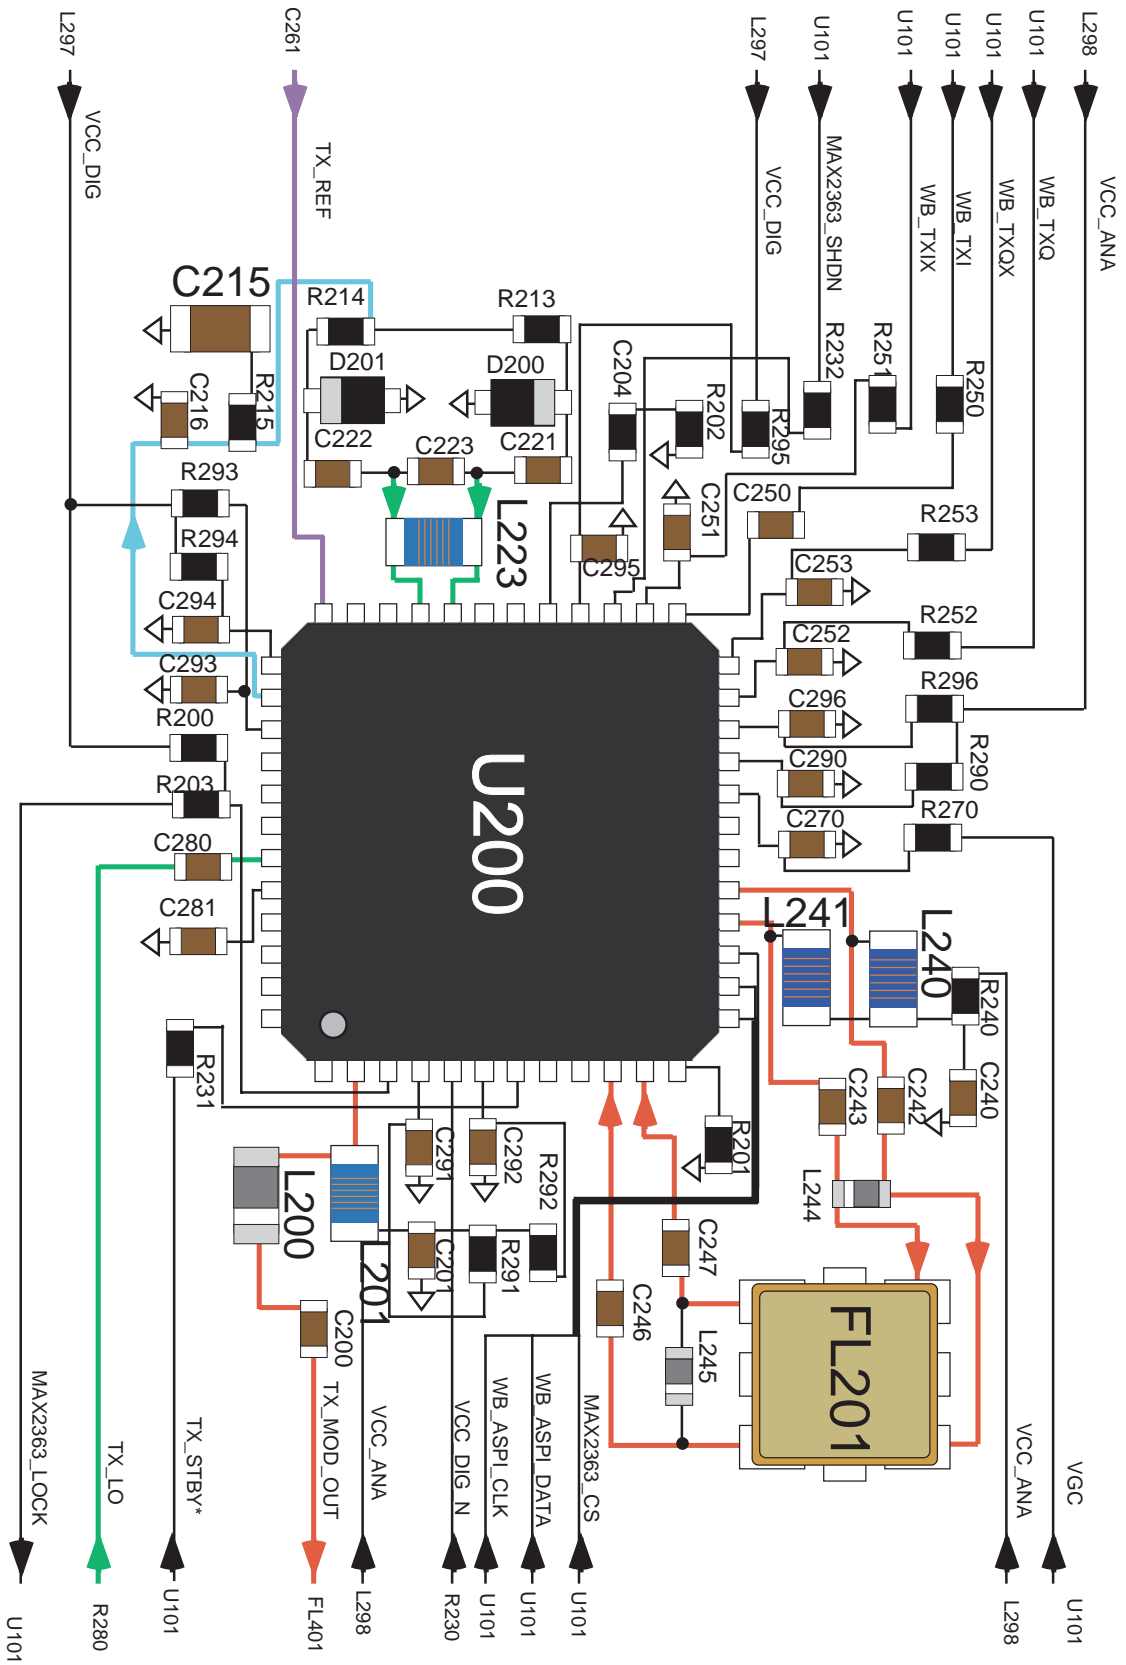 L297
C261
L297
U101
U101
U101
U101
U101
L298
VCC_DIG
TX_REF
VCC_DIG
MAX2363_SHDN
WB_TXIX
WB_TXI
WB_TXQX
WB_TXQ
VCC_ANA
C215
R214
R213
D201
D200
C204
R202
R295
R232
R251
R250
C216
R215
C222
C223
C221
R293
L223
C295
C251
C250
R253
R294
C253
C294
C252
R252
C293
C296
R296
R200
C290
R290
R203
C270
R270
C280
U200
C281
L241
L240
R240
R231
C243
C242
C240
C291
C292
R292
R201
L244
L200
L201
C201
R291
C247
C246
L245
C200
FL201
MAX2363_LOCK
TX_LO
TX_STBY*
TX_MOD_OUT
VCC_ANA
VCC_DIG_N
WB_ASPI_CLK
WB_ASPI_DATA
MAX2363_CS
VCC_ANA
VGC
U101
R280
U101
FL401
L298
R230
U101
U101
U101
L298
U101